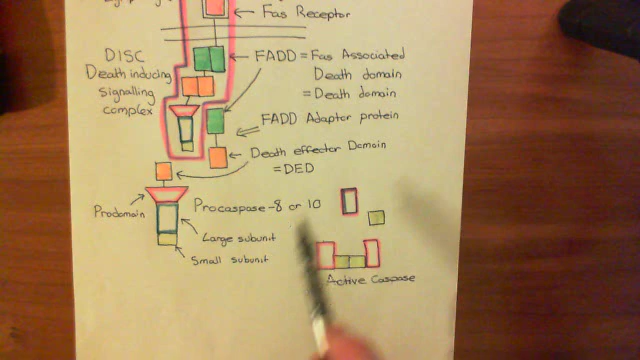 Fas Receptor
DISC
Death inducing
signalling
complex
FADD = Fas Associated
Death domain
= Death domain
FADD Adaptor protein
Death effector Domain
= DED
Prodomain
Procaspase-8 or 10
Large subunit
Small subunit
Active Caspase